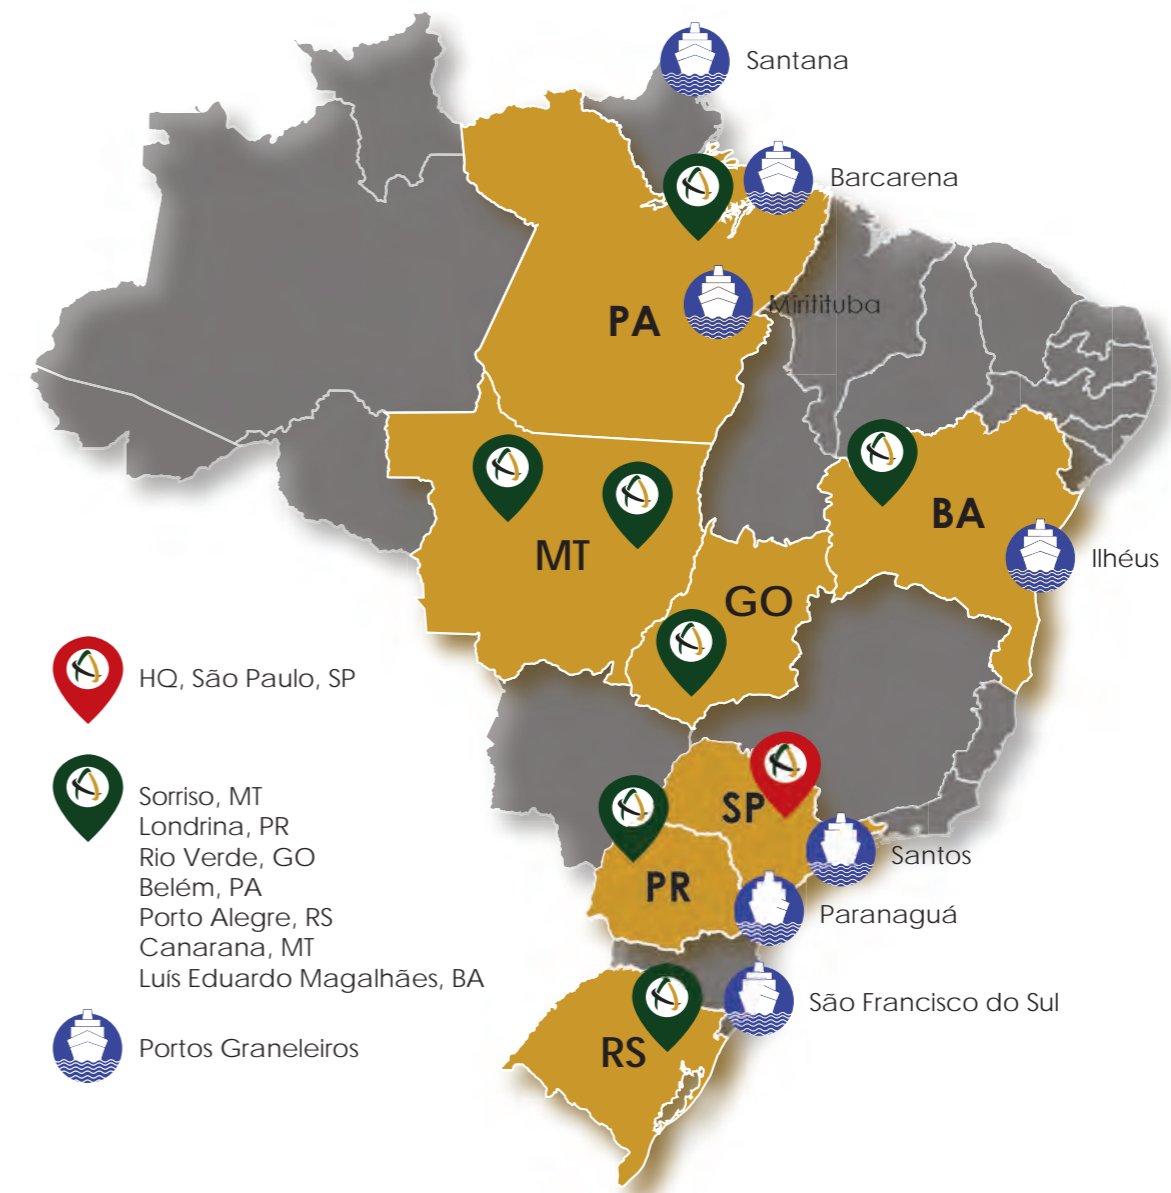 Santana
Barcarena
Miritituba
PA
BA
Ilhéus
MT
GO
HQ, São Paulo, SP
SP
Sorriso, MT
Londrina, PR
Rio Verde, GO
Belém, PA
Porto Alegre, RS
Canarana, MT
Luís Eduardo Magalhães, BA
Santos
PR
Paranaguá
São Francisco do Sul
Portos Graneleiros
RS